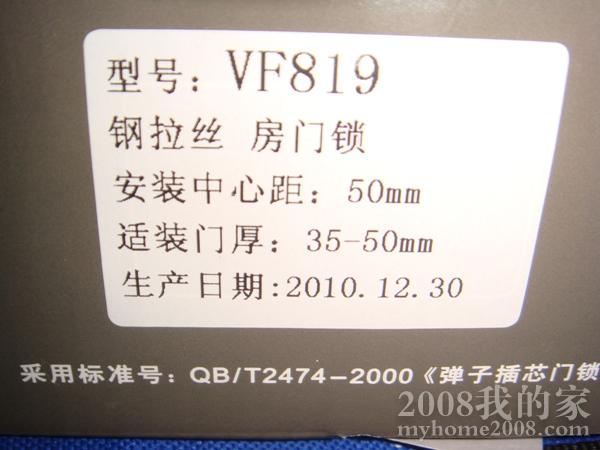 型号：VF819
钢拉丝 房门锁
安装中心距：50mm
适装门厚：35-50mm
生产日期:2010.12.30
采用标准号：QB/T2474-2000《弹子插芯门锁
2008我的家
myhome2008.com